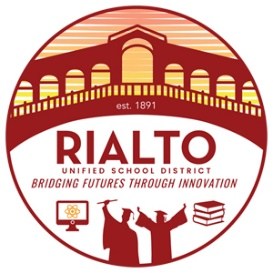 est. 1891
RIALTO
UNIFIED SCHOOL DISTRICT
BRIDGING FUTURES THROUGH INNOVATION